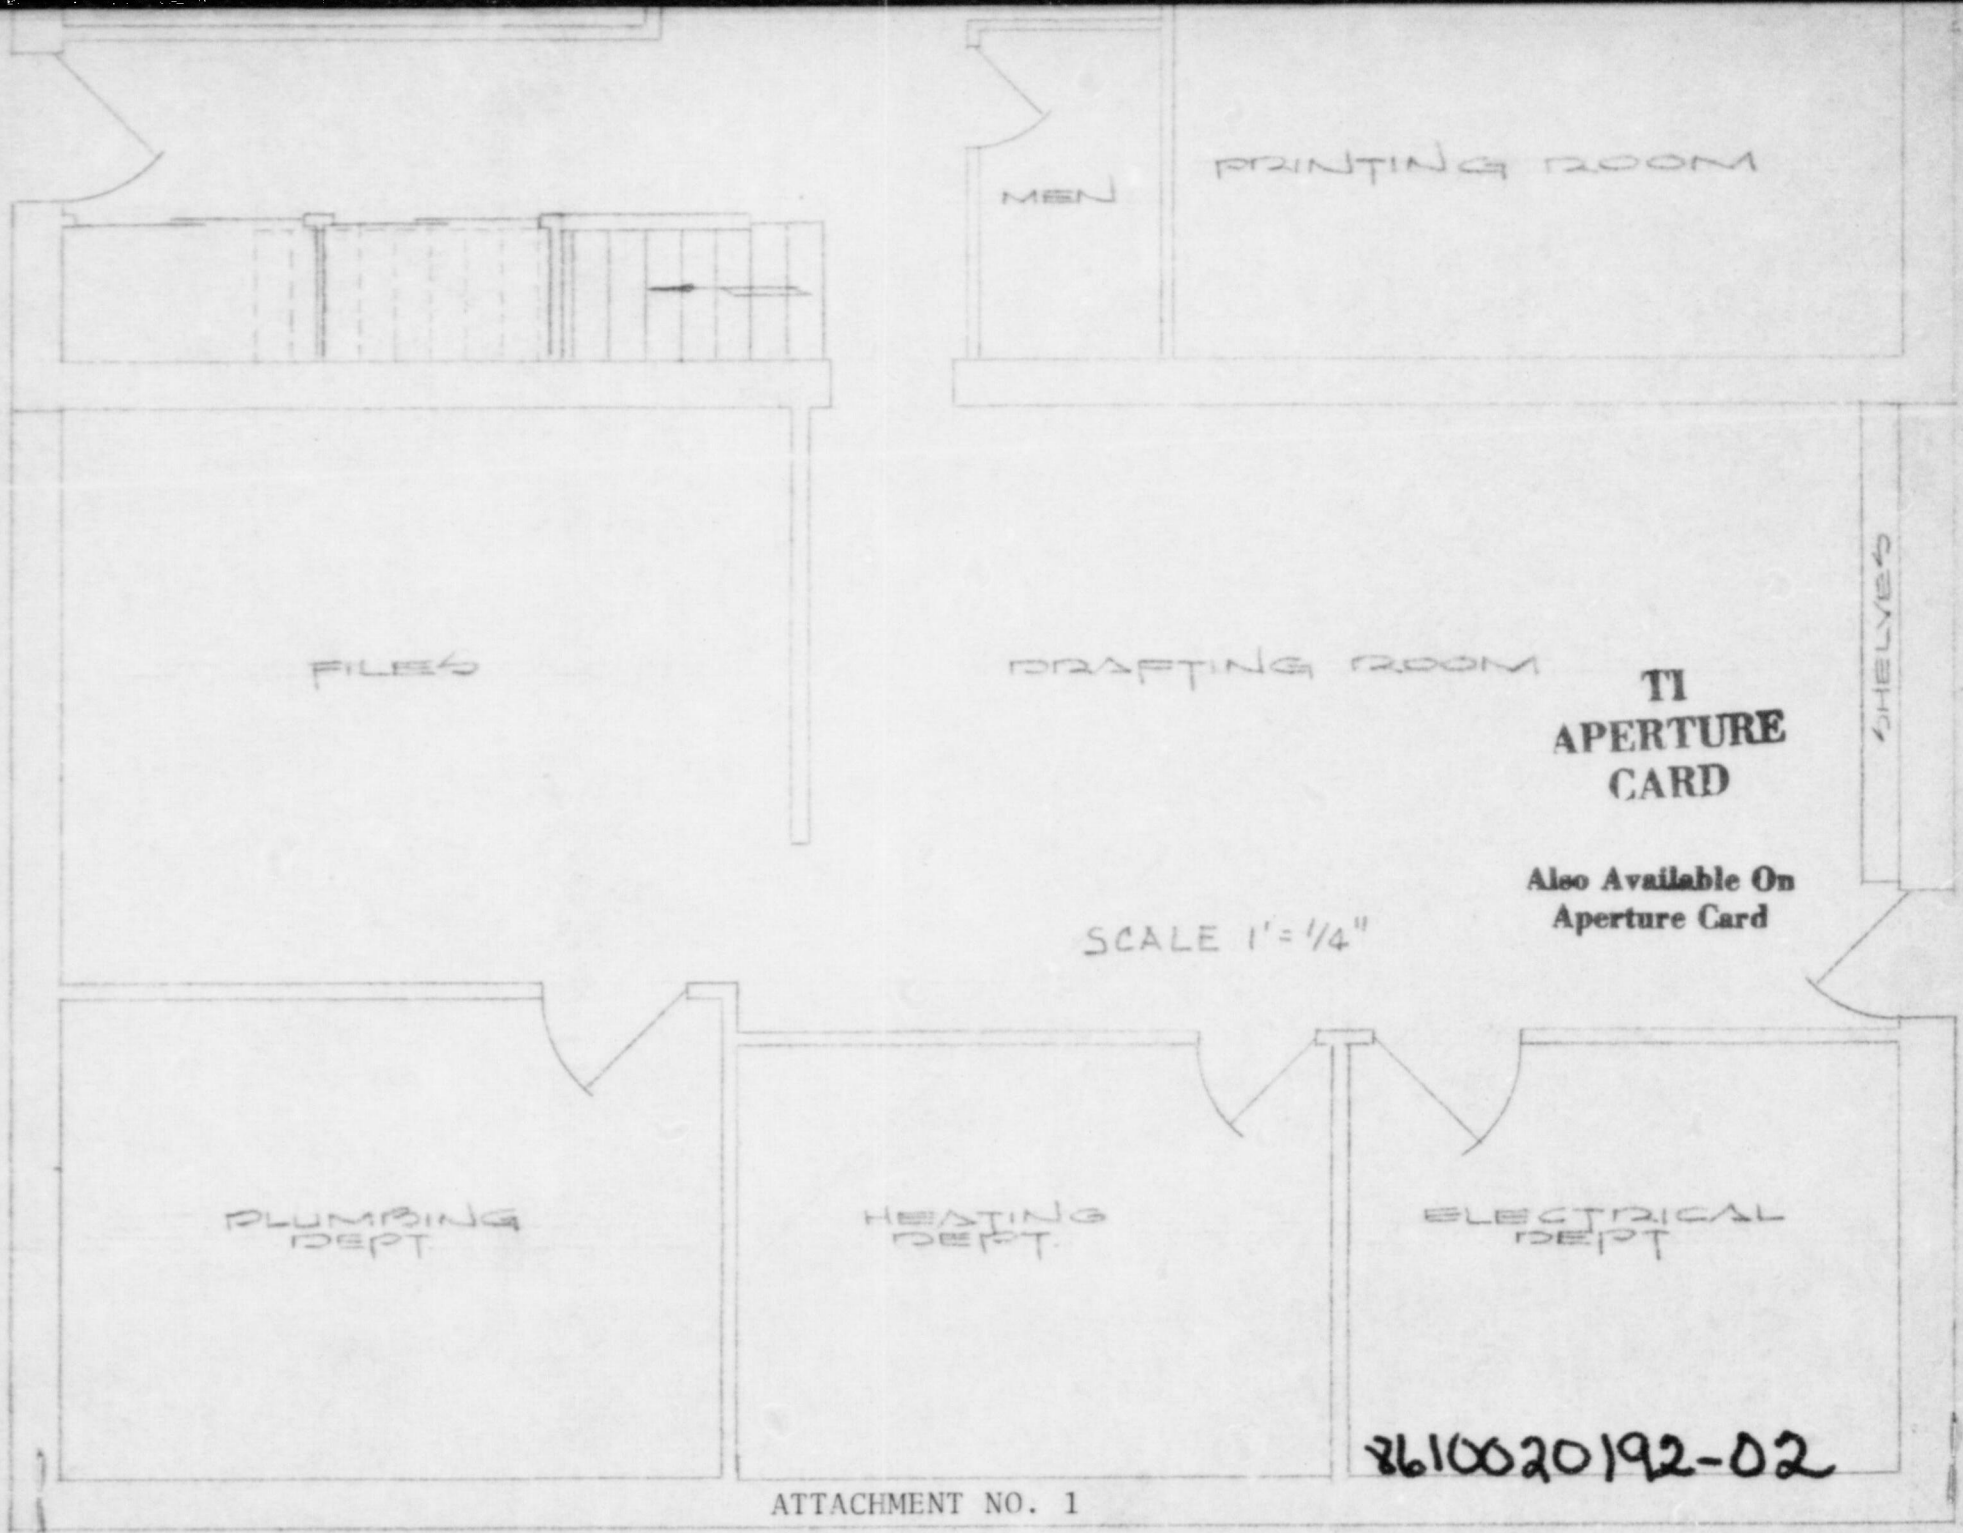 MEN
PRINTING ROOM
FILES
DRAFTING ROOM
SHELVES
TI
APERTURE
CARD
Also Available On
Aperture Card
SCALE 1'=1/4"
PLUMBING
DEPT.
HEATING
DEPT.
ELECTRICAL
DEPT
8610020192-02
ATTACHMENT NO. 1